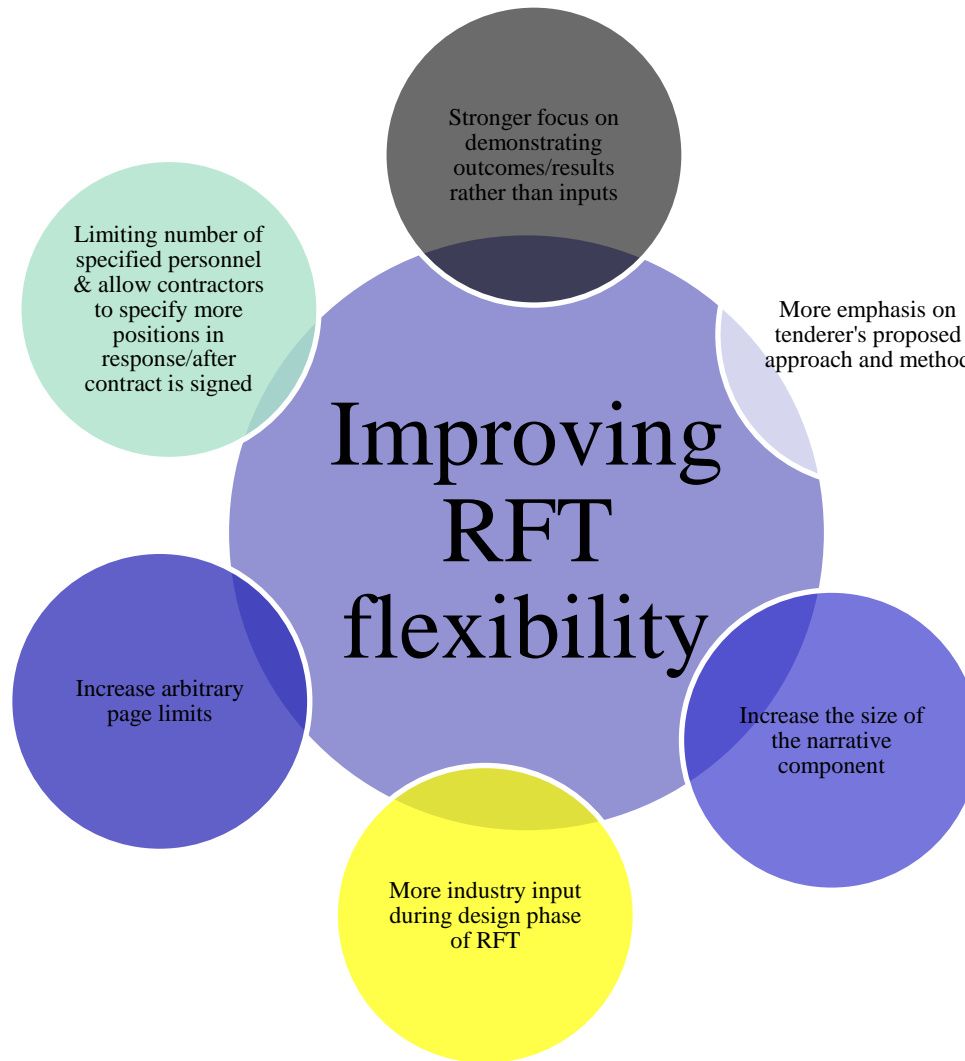 Stronger focus on
demonstrating
outcomes/results
rather than inputs
More emphasis on
tenderer's proposed
approach and method
Increase the size of
the narrative
component
More industry input
during design phase
of RFT
Increase arbitrary
page limits
Limiting number of
specified personnel
& allow contractors
to specify more
positions in
response/after
contract is signed
Improving
RFT
flexibility